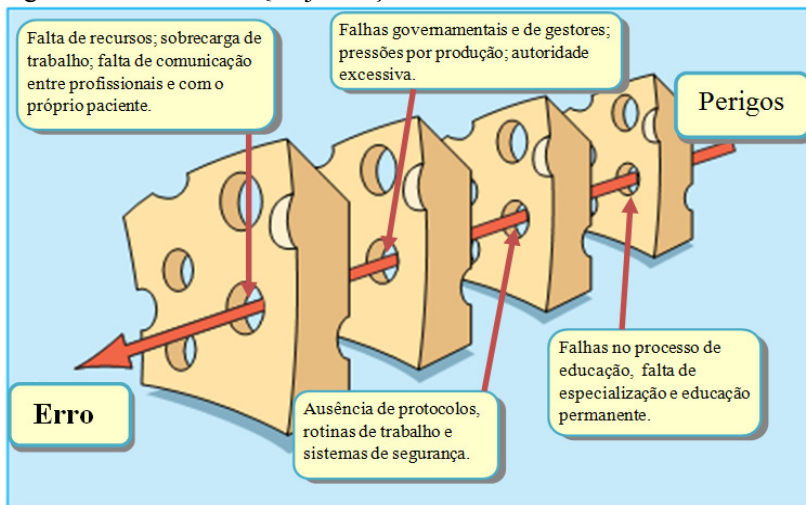 Falta de recursos; sobrecarga de
trabalho; falta de comunicação
entre profissionais e com o
próprio paciente.
Falhas governamentais e de gestores;
pressões por produção; autoridade
excessiva.
Perigos
Erro
Ausência de protocolos,
rotinas de trabalho e
sistemas de segurança.
Falhas no processo de
educação, falta de
especialização e educação
permanente.